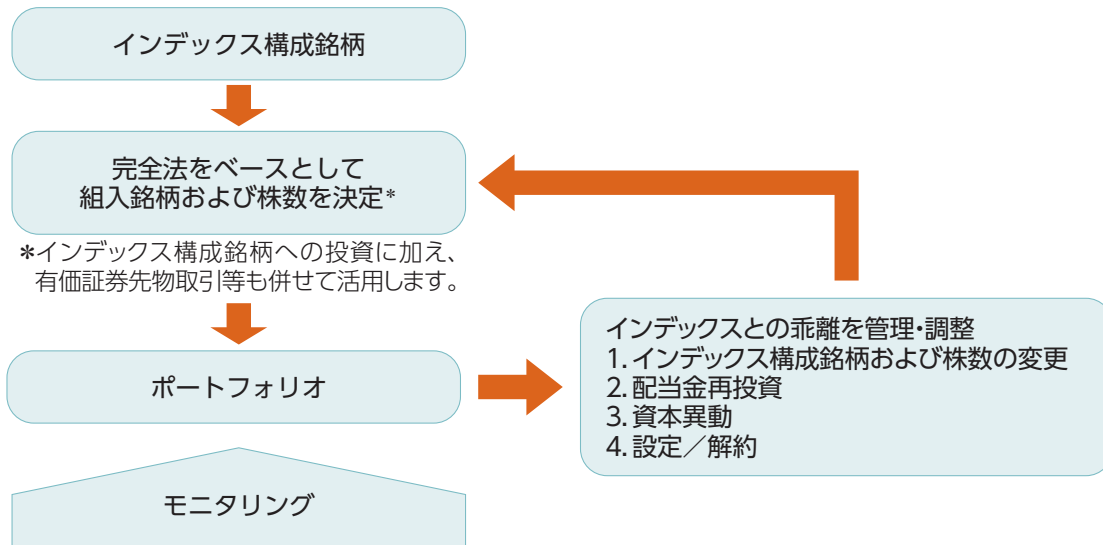 インデックス構成銘柄
完全法をベースとして
組入銘柄および株数を決定*
*インデックス構成銘柄への投資に加え、
有価証券先物取引等も併せて活用します。
ポートフォリオ
インデックスとの乖離を管理・調整
1. インデックス構成銘柄および株数の変更
2. 配当金再投資
3. 資本異動
4. 設定／解約
モニタリング